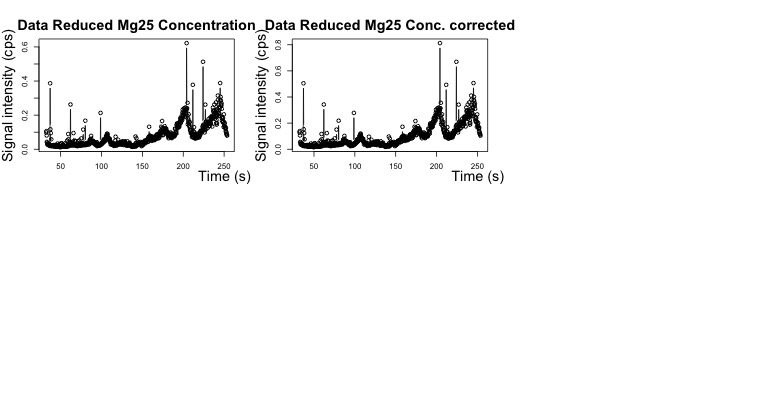 Data Reduced Mg25 Concentration
Signal intensity (cps)
0.0 0.2 0.4 0.6
50 100 150 200 250
Time (s)
Data Reduced Mg25 Conc. corrected
Signal intensity (cps)
0.0 0.2 0.4 0.6 0.8
50 100 150 200 250
Time (s)